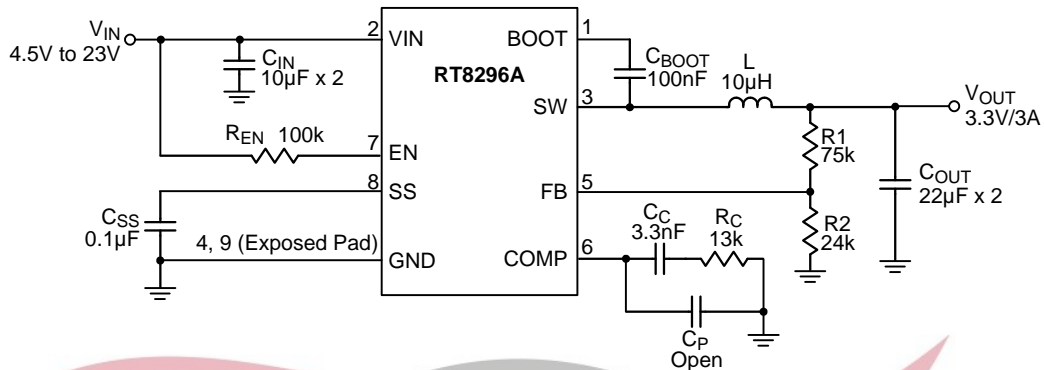 VIN
4.5V to 23V
CIN
10µF x 2
REN 100k
CSS
0.1µF
4, 9 (Exposed Pad)
2
7
8
VIN
EN
SS
GND
RT8296A
BOOT
SW
FB
COMP
1
3
5
6
CBOOT
100nF
L
10µH
VOUT
3.3V/3A
R1
75k
COUT
22µF x 2
R2
24k
CC
3.3nF
RC
13k
CP
Open